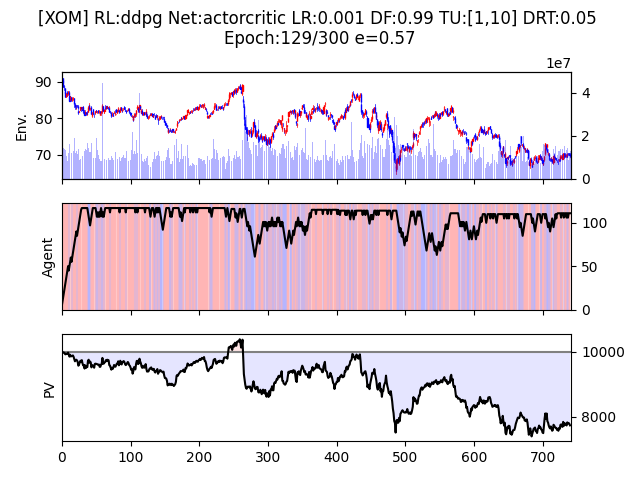 [XOM] RL:ddpg Net:actorcritic LR:0.001 DF:0.99 TU:[1,10] DRT:0.05
Epoch:129/300 e=0.57
1e7
90
80
70
Env.
4
2
0
Agent
100
50
0
PV
10000
8000
0 100 200 300 400 500 600 700